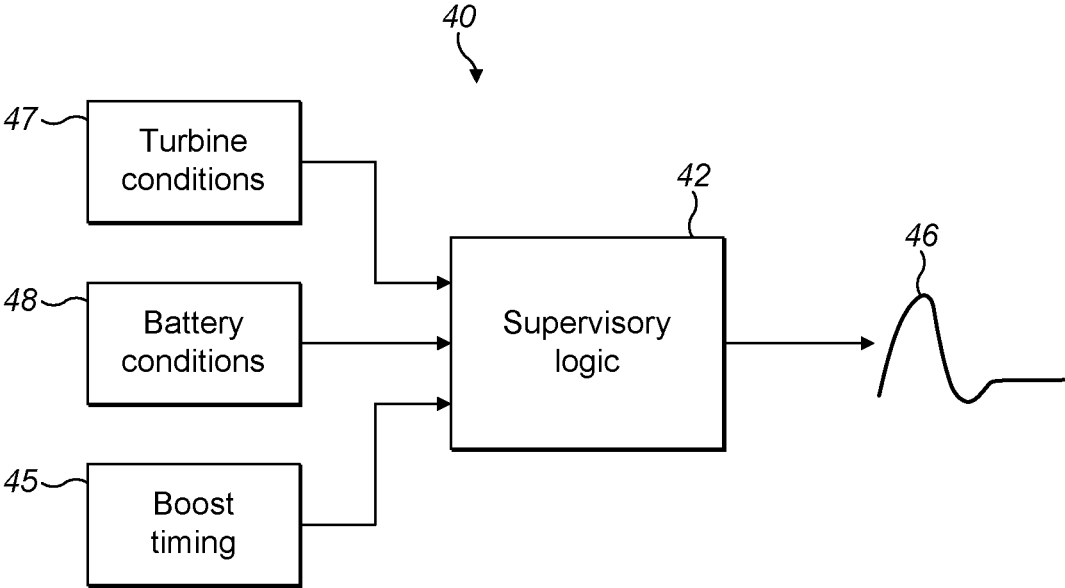 40
47
Turbine
conditions
42
46
48
Battery
conditions
Supervisory
logic
45
Boost
timing